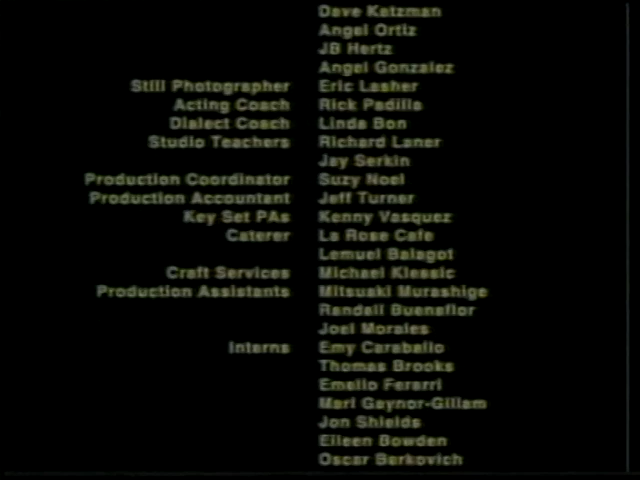 Dave Katzman
Angel Ortiz
JB Hertz
Angel Gonzalez
Still Photographer Eric Lasher
Acting Coach Rick Padilla
Dialect Coach Linda Bon
Studio Teachers Richard Laner
Jay Serkin
Production Coordinator Suzy Noel
Production Accountant Jeff Turner
Key Set PAs Kenny Vasquez
Caterer La Rose Cafe
Lemuel Balagot
Craft Services Michael Klessic
Production Assistants Mitsuaki Murashige
Randall Buenaflor
Joel Morales
Interns Emy Caraballo
Thomas Brooks
Emelio Ferarri
Mari Gaynor-Gillam
Jon Shields
Eileen Bowden
Oscar Berkovich